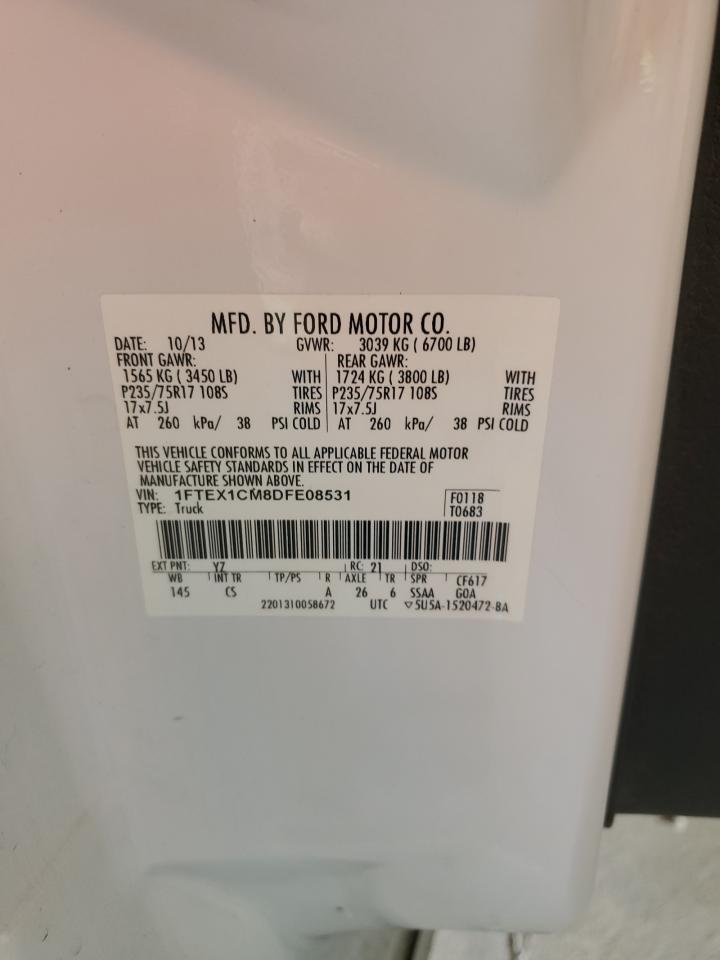 MFD. BY FORD MOTOR CO.
DATE: 10/13 GVWR: 3039 KG ( 6700 LB)
FRONT GAWR: REAR GAWR:
1565 KG ( 3450 LB) WITH 1724 KG ( 3800 LB) WITH
P235/75R17 108S TIRES P235/75R17 108S TIRES
17x7.5J RIMS 17x7.5J RIMS
AT 260 kPa/ 38 PSI COLD AT 260 kPa/ 38 PSI COLD
THIS VEHICLE CONFORMS TO ALL APPLICABLE FEDERAL MOTOR
VEHICLE SAFETY STANDARDS IN EFFECT ON THE DATE OF
MANUFACTURE SHOWN ABOVE.
VIN: 1FTEX1CM8DFE08531 F0118
TYPE: Truck T0683
EXT PNT: YZ RC: 21 DSO:
WB INT TR TP/PS R AXLE TR SPR CF617
145 CS A 26 6 SSAA GOA
2201310058672 UTC ▽5U5A-1520472-BA